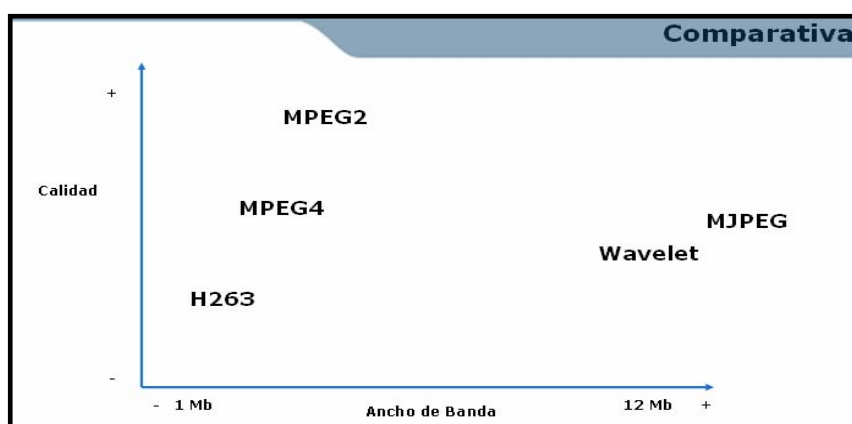 Comparativa
+
MPEG2
Calidad
MPEG4
MJPEG
Wavelet
H263
-
- 1 Mb
Ancho de Banda
12 Mb +